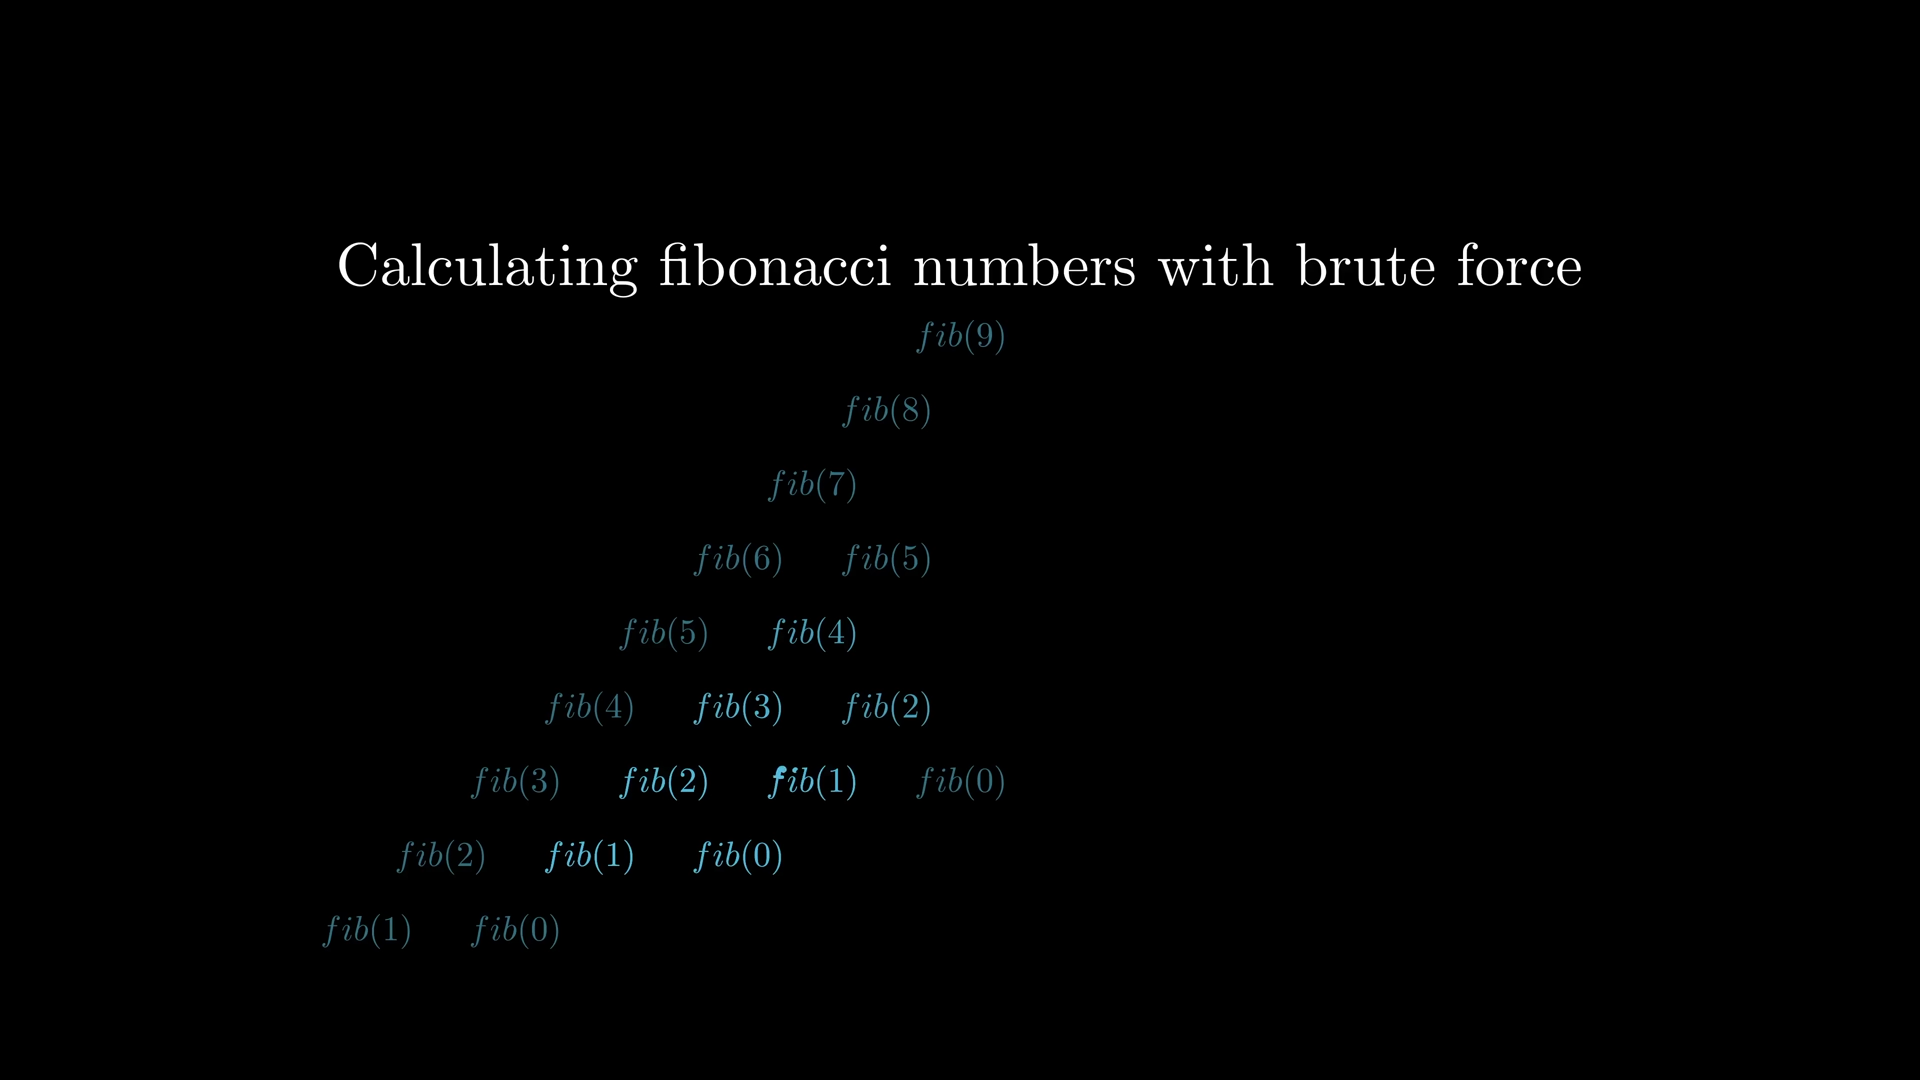 Calculating fibonacci numbers with brute force
fib(9)
fib(8)
fib(7)
fib(6) fib(5)
fib(5) fib(4)
fib(4) fib(3) fib(2)
fib(3) fib(2) fib(1) fib(0)
fib(2) fib(1) fib(0)
fib(1) fib(0)